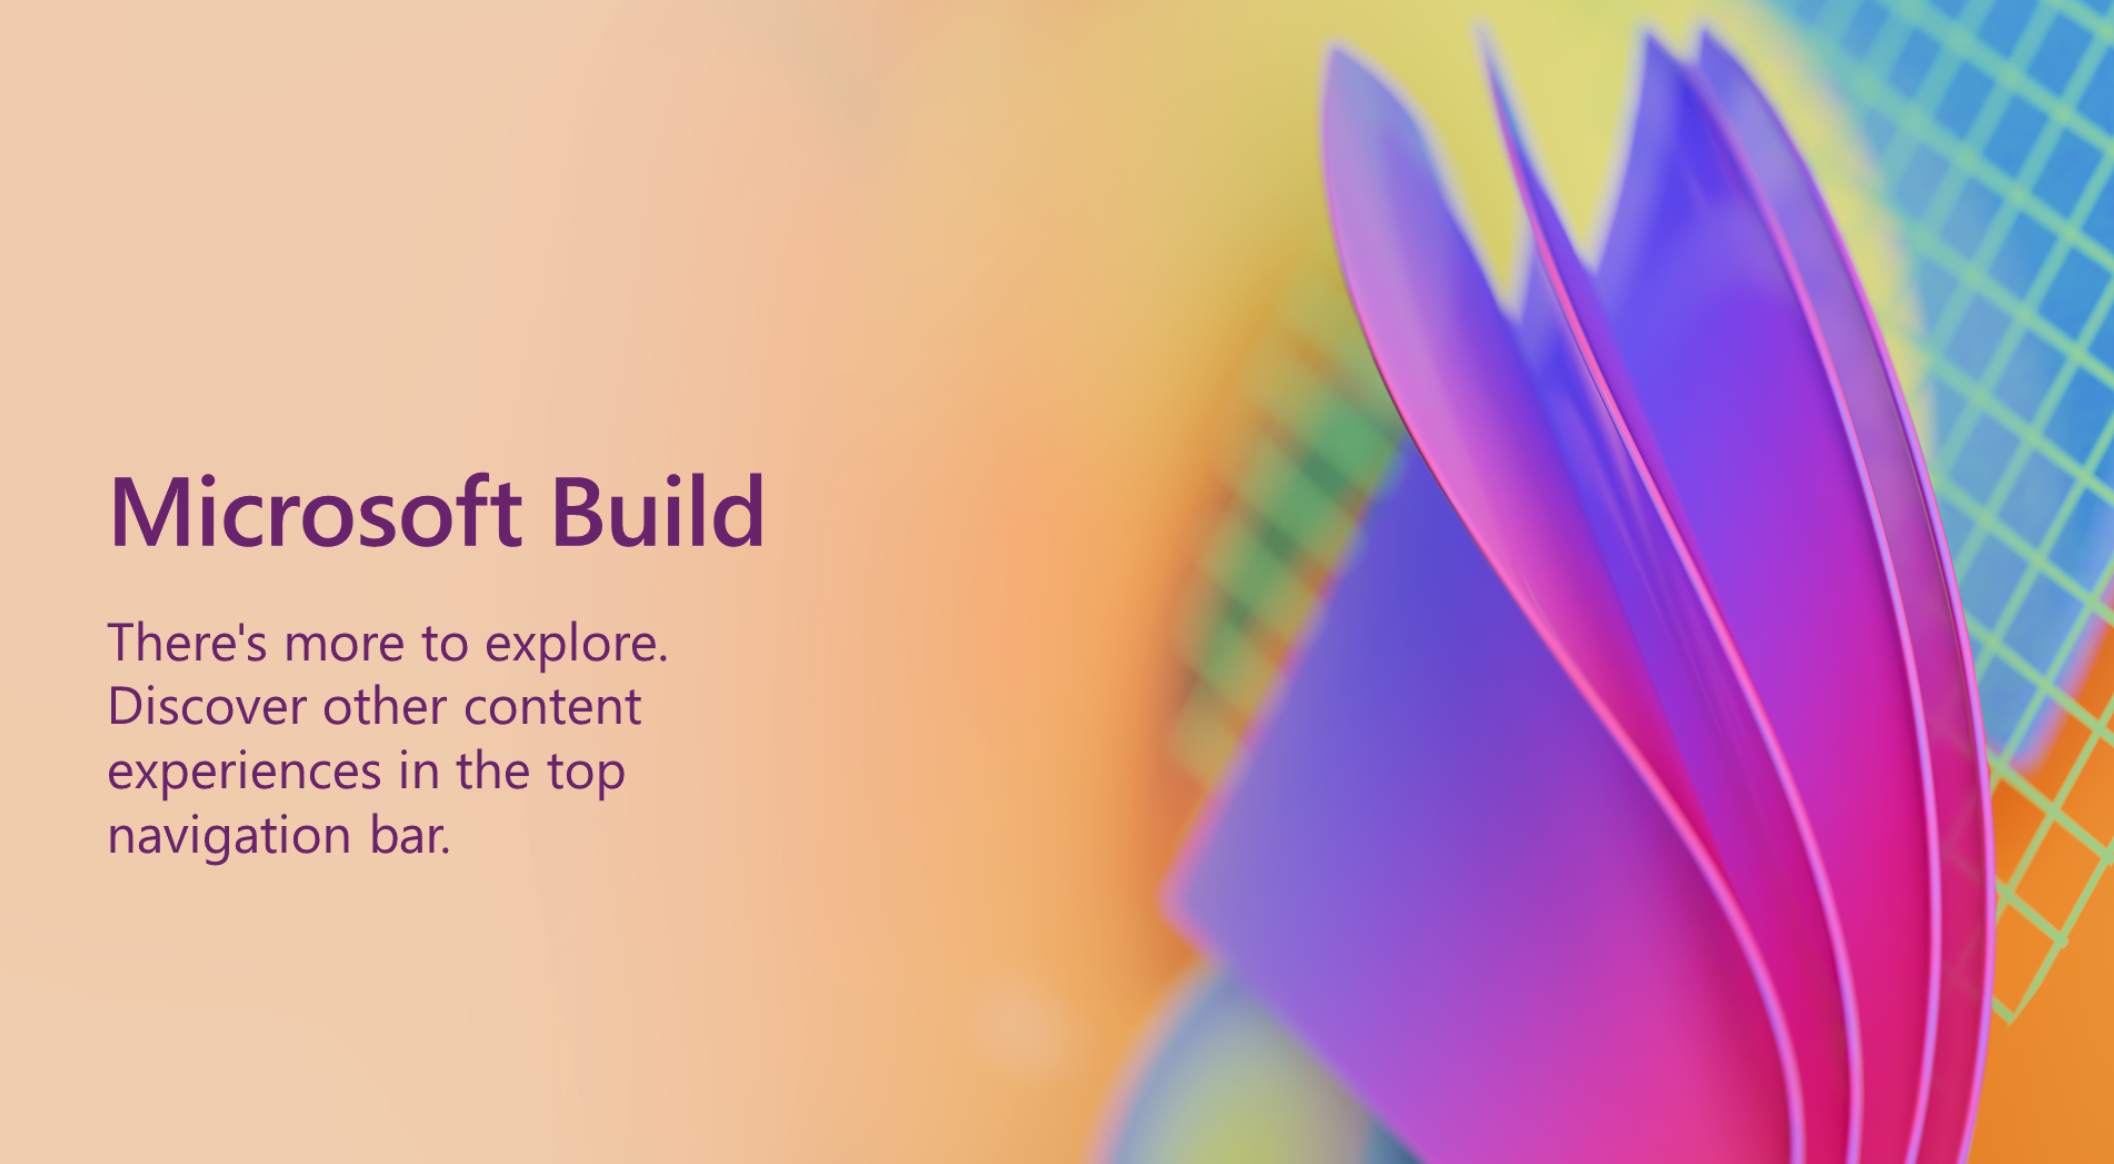 Microsoft Build
There's more to explore.
Discover other content
experiences in the top
navigation bar.